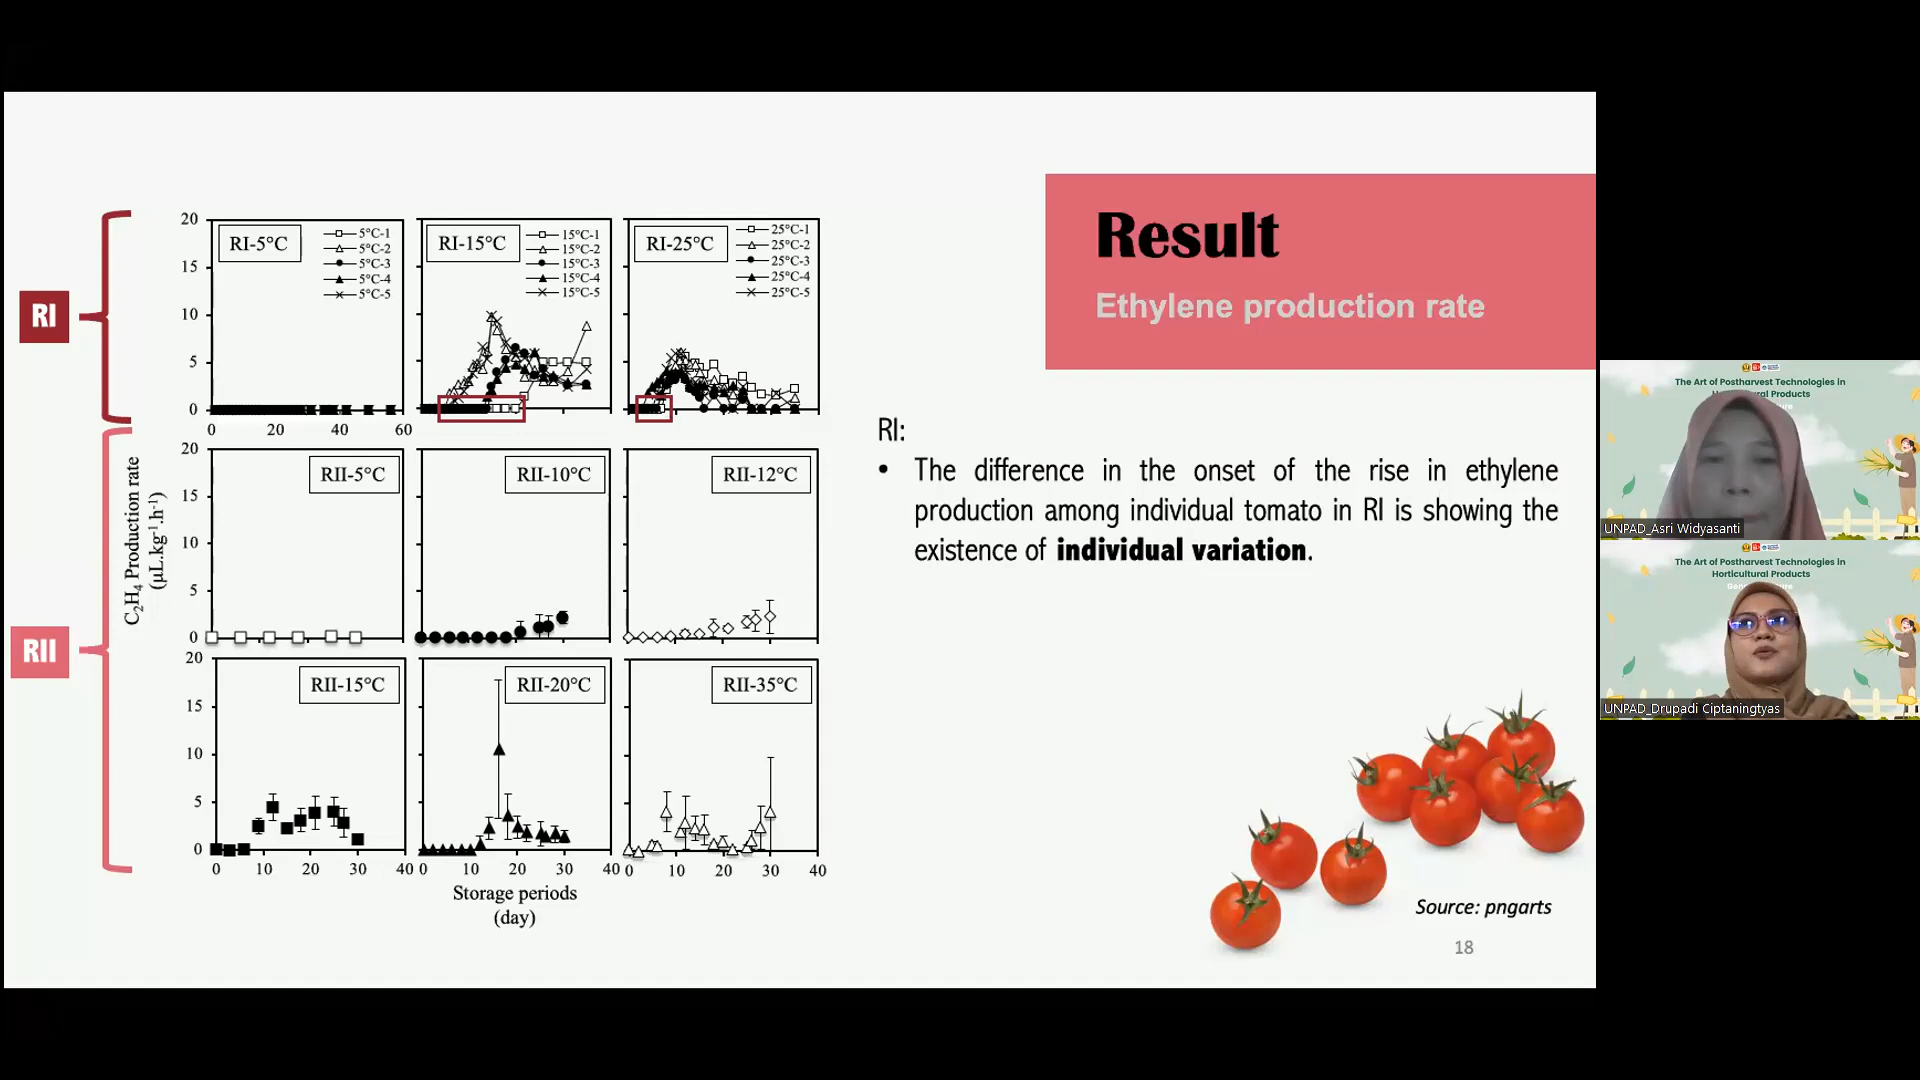 Result
Ethylene production rate
RI
RII
C₂H₄ Production rate
(µL.kg⁻¹.h⁻¹)
20
15
10
5
0
0
20
40
60
RI-5°C
5°C-1
5°C-2
5°C-3
5°C-4
5°C-5
RI-15°C
15°C-1
15°C-2
15°C-3
15°C-4
15°C-5
RI-25°C
25°C-1
25°C-2
25°C-3
25°C-4
25°C-5
20
15
10
5
0
RII-5°C
RII-10°C
RII-12°C
20
15
10
5
0
RII-15°C
RII-20°C
RII-35°C
0 10 20 30 40
0 10 20 30 40
0 10 20 30 40
Storage periods
(day)
RI:
• The difference in the onset of the rise in ethylene
production among individual tomato in RI is showing the
existence of individual variation.
Source: pngarts
18
The Art of Postharvest Technologies in
Products
UNPAD_Asri Widyasanti
The Art of Postharvest Technologies in
Horticultural Products
UNPAD_Drupadi Ciptaningtyas